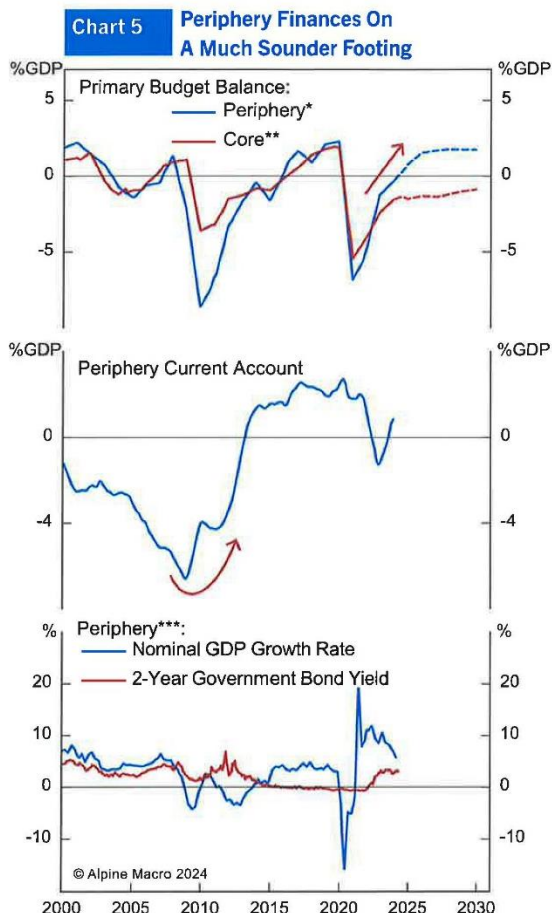 Chart 5
Periphery Finances On
A Much Sounder Footing
%GDP
%GDP
Primary Budget Balance:
Periphery*
Core**
5
5
0
0
-5
-5
%GDP
%GDP
Periphery Current Account
0
0
-4
-4
%
%
Periphery***:
Nominal GDP Growth Rate
2-Year Government Bond Yield
20
20
10
10
0
0
-10
-10
© Alpine Macro 2024
2000 2005 2010 2015 2020 2025 2030